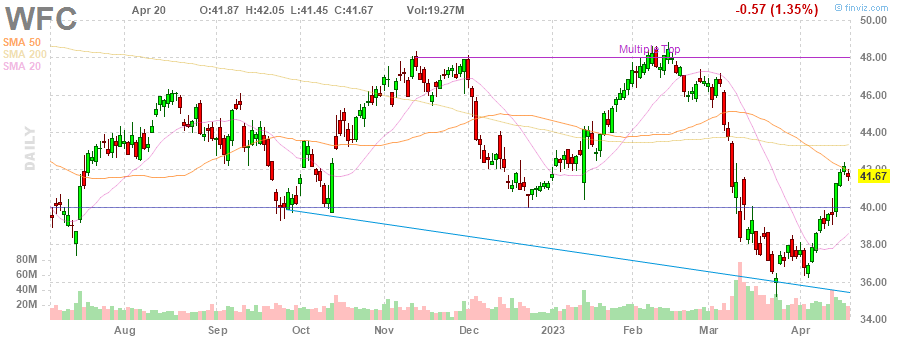 WFC
Apr 20 O:41.87 H:42.05 L:41.45 C:41.67 Vol:19.27M
© finviz.com
-0.57 (1.35%)
SMA 50
SMA 200
SMA 20
DAILY
Multiple Top
50.00
48.00
46.00
44.00
42.00
41.67
40.00
38.00
36.00
34.00
80M
60M
40M
20M
Aug Sep Oct Nov Dec 2023 Feb Mar Apr